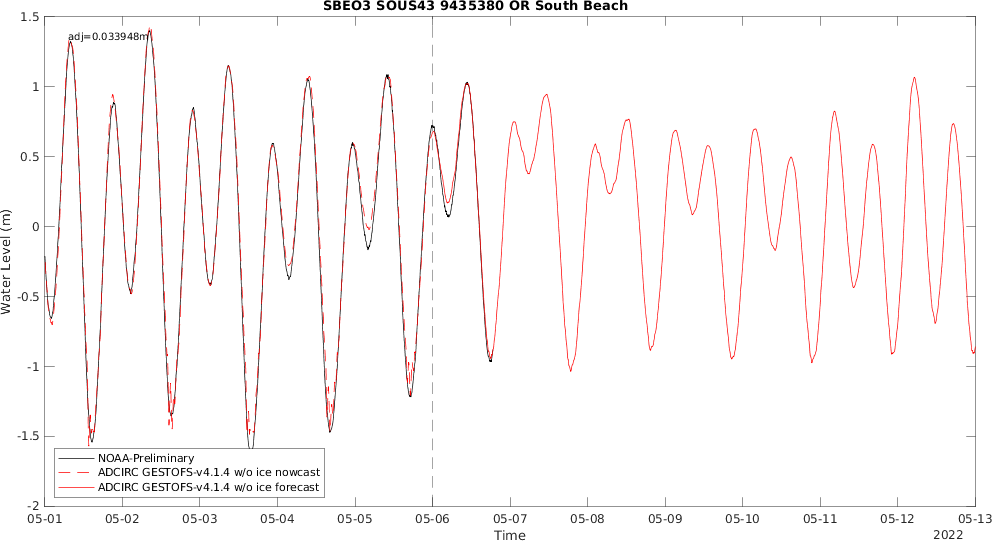 SBEO3 SOUS43 9435380 OR South Beach
adj=0.033948m
Water Level (m)
1.5
1
0.5
0
-0.5
-1
-1.5
-2
NOAA-Preliminary
ADCIRC GESTOFS-v4.1.4 w/o ice nowcast
ADCIRC GESTOFS-v4.1.4 w/o ice forecast
05-01 05-02 05-03 05-04 05-05 05-06 05-07 05-08 05-09 05-10 05-11 05-12 05-13
Time
2022